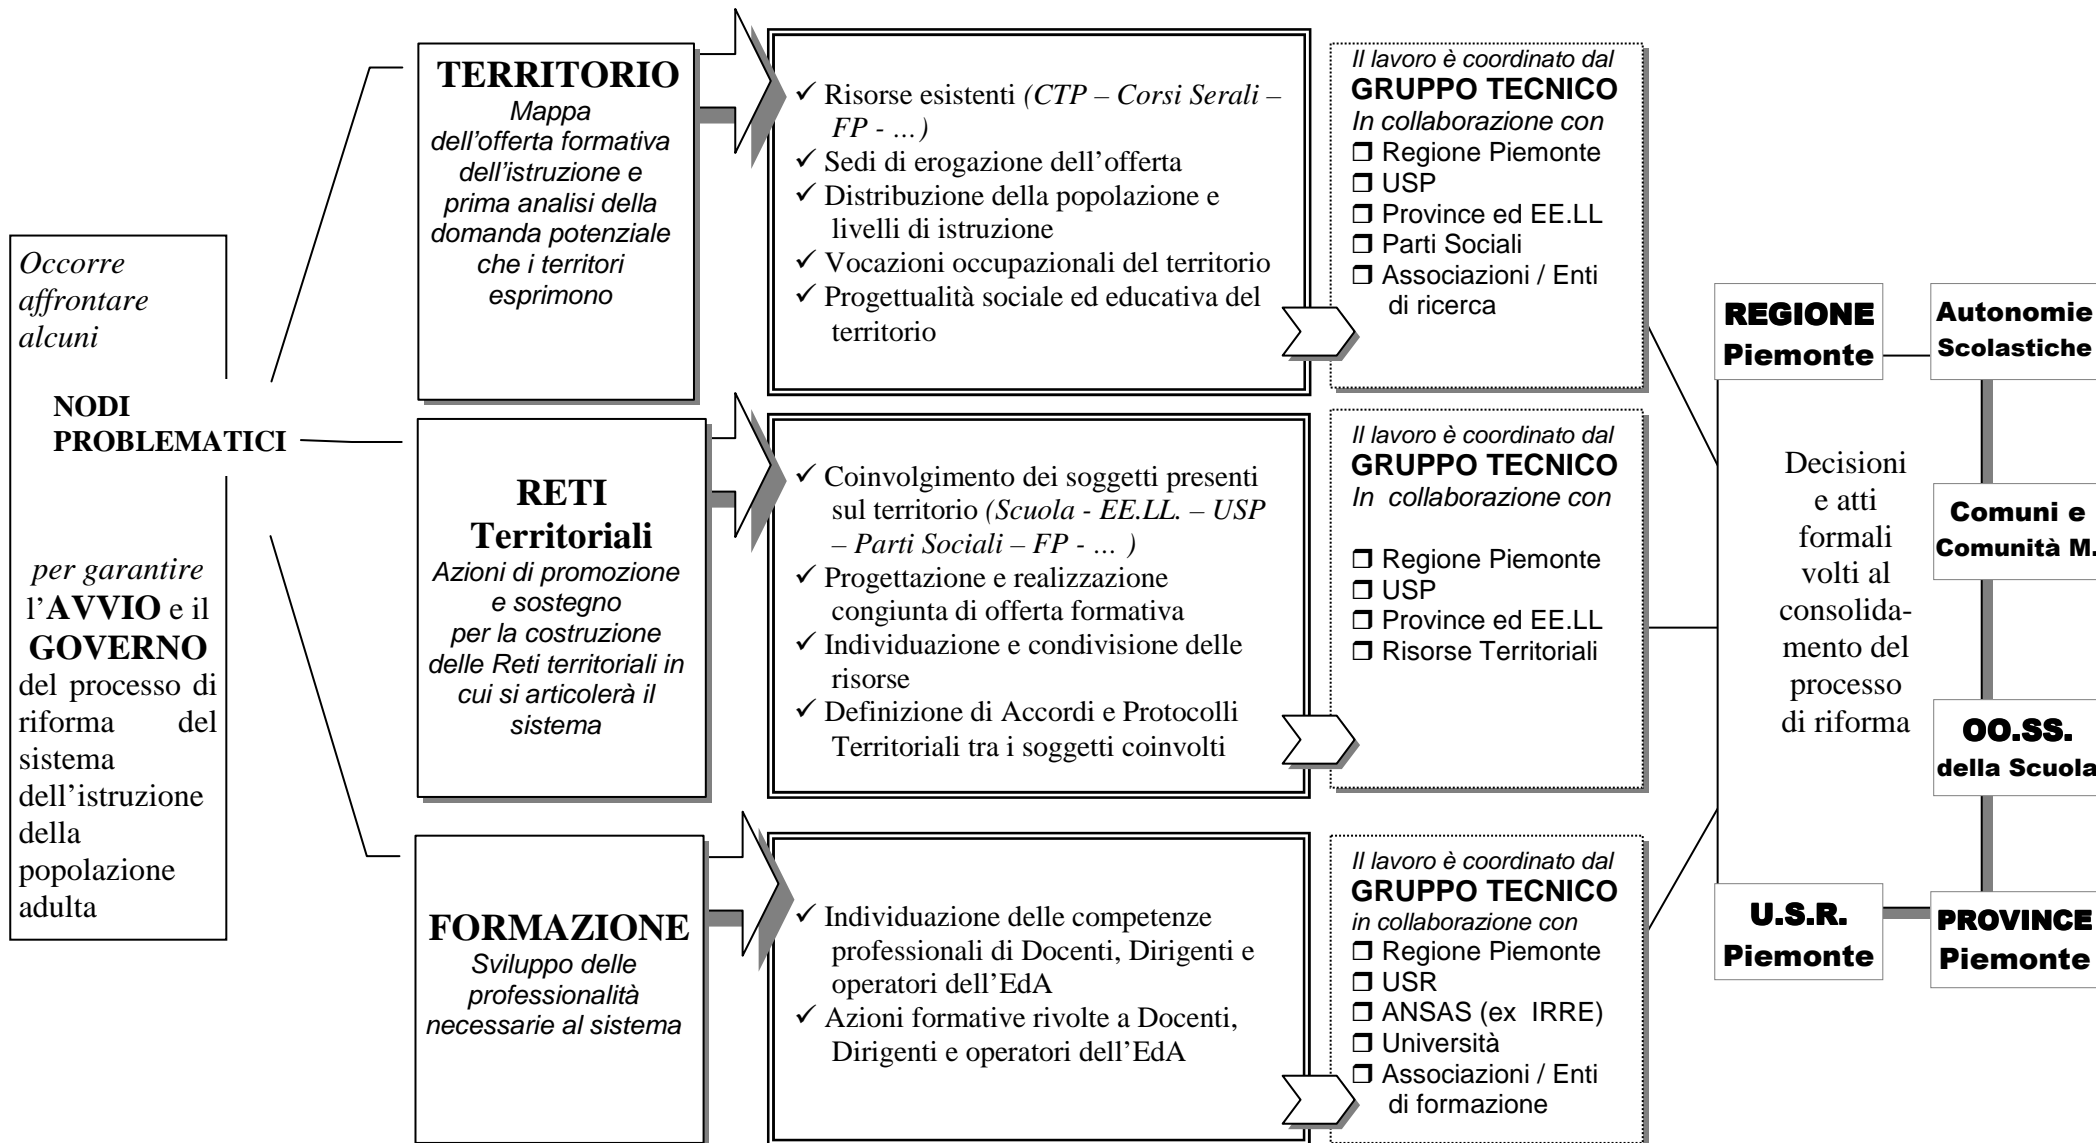 Occorre
affrontare
alcuni
NODI
PROBLEMATICI
per garantire
l’AVVIO e il
GOVERNO
del processo di
riforma del
sistema
dell’istruzione
della
popolazione
adulta
TERRITORIO
Mappa
dell’offerta formativa
dell’istruzione e
prima analisi della
domanda potenziale
che i territori
esprimono
✓ Risorse esistenti (CTP – Corsi Serali –
FP - …)
✓ Sedi di erogazione dell’offerta
✓ Distribuzione della popolazione e
livelli di istruzione
✓ Vocazioni occupazionali del territorio
✓ Progettualità sociale ed educativa del
territorio
Il lavoro è coordinato dal
GRUPPO TECNICO
In collaborazione con
❒ Regione Piemonte
❒ USP
❒ Province ed EE.LL
❒ Parti Sociali
❒ Associazioni / Enti
di ricerca
RETI
Territoriali
Azioni di promozione
e sostegno
per la costruzione
delle Reti territoriali in
cui si articolerà il
sistema
✓ Coinvolgimento dei soggetti presenti
sul territorio (Scuola - EE.LL. – USP
– Parti Sociali – FP - … )
✓ Progettazione e realizzazione
congiunta di offerta formativa
✓ Individuazione e condivisione delle
risorse
✓ Definizione di Accordi e Protocolli
Territoriali tra i soggetti coinvolti
Il lavoro è coordinato dal
GRUPPO TECNICO
In collaborazione con
❒ Regione Piemonte
❒ USP
❒ Province ed EE.LL
❒ Risorse Territoriali
FORMAZIONE
Sviluppo delle
professionalità
necessarie al sistema
✓ Individuazione delle competenze
professionali di Docenti, Dirigenti e
operatori dell’EdA
✓ Azioni formative rivolte a Docenti,
Dirigenti e operatori dell’EdA
Il lavoro è coordinato dal
GRUPPO TECNICO
in collaborazione con
❒ Regione Piemonte
❒ USR
❒ ANSAS (ex IRRE)
❒ Università
❒ Associazioni / Enti
di formazione
REGIONE
Piemonte
Decisioni
e atti
formali
volti al
consolida-
mento del
processo
di riforma
U.S.R.
Piemonte
Autonomie
Scolastiche
Comuni e
Comunità M.
OO.SS.
della Scuola
PROVINCE
Piemonte